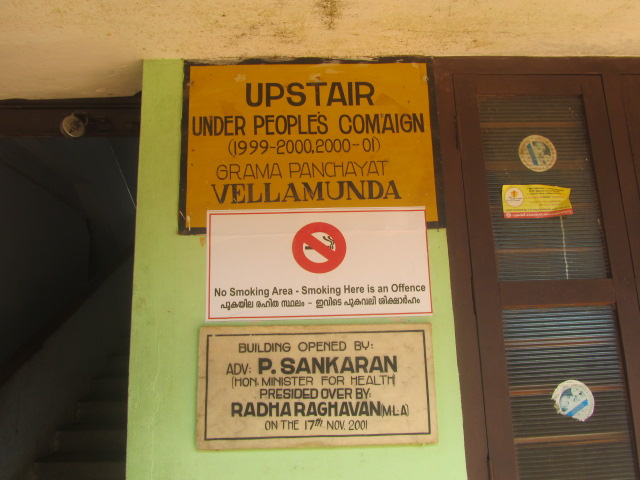 UPSTAIR
UNDER PEOPLE'S COMAIGN
(1999-2000,2000-01)
GRAMA PANCHAYAT
VELLAMUNDA
No Smoking Area - Smoking Here is an Offence
പുകയില രഹിത സ്ഥലം - ഇവിടെ പുകവലി ശിക്ഷാർഹം
BUILDING OPENED BY:
ADV: P. SANKARAN
(HON. MINISTER FOR HEALTH)
PRESIDED OVER BY:
RADHA RAGHAVAN(M.L.A)
ON THE 17TH NOV. 2001